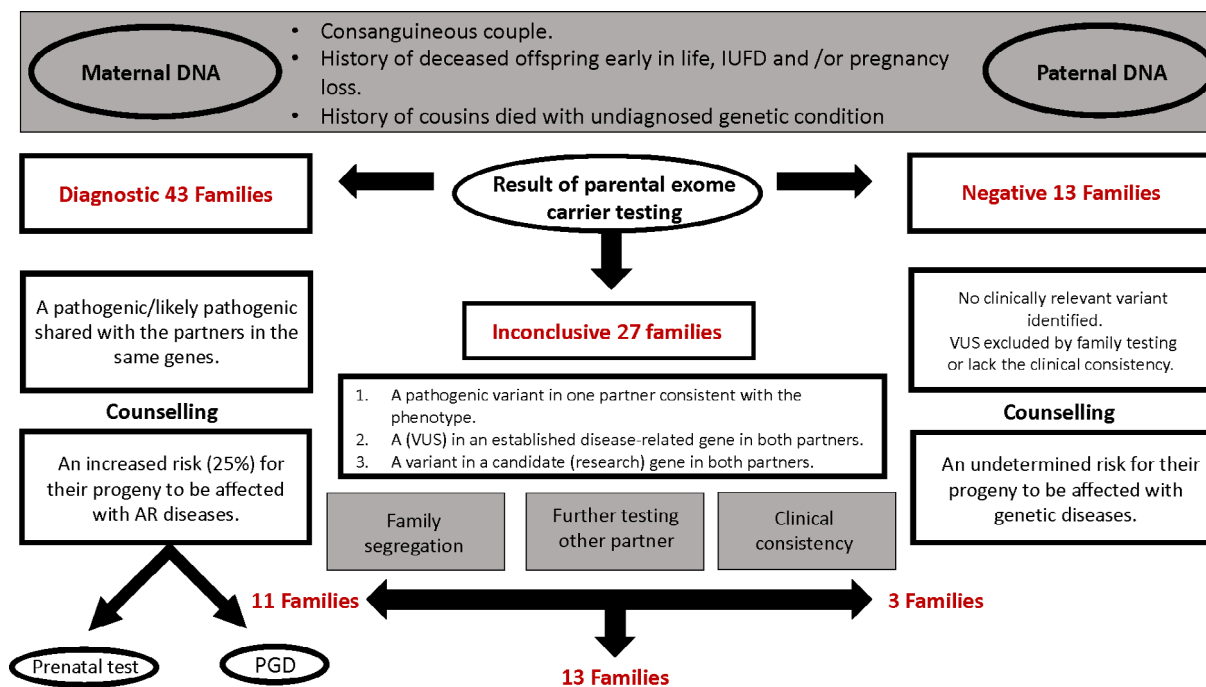 Maternal DNA
• Consanguineous couple.
• History of deceased offspring early in life, IUFD and /or pregnancy
loss.
• History of cousins died with undiagnosed genetic condition
Paternal DNA
Diagnostic 43 Families
Result of parental exome
carrier testing
Negative 13 Families
A pathogenic/likely pathogenic
shared with the partners in the
same genes.
Inconclusive 27 families
No clinically relevant variant
identified.
VUS excluded by family testing
or lack the clinical consistency.
Counselling
1. A pathogenic variant in one partner consistent with the
phenotype.
2. A (VUS) in an established disease-related gene in both partners.
3. A variant in a candidate (research) gene in both partners.
Counselling
An increased risk (25%) for
their progeny to be affected
with AR diseases.
An undetermined risk for their
progeny to be affected with
genetic diseases.
Family
segregation
Further testing
other partner
Clinical
consistency
11 Families
3 Families
Prenatal test
PGD
13 Families